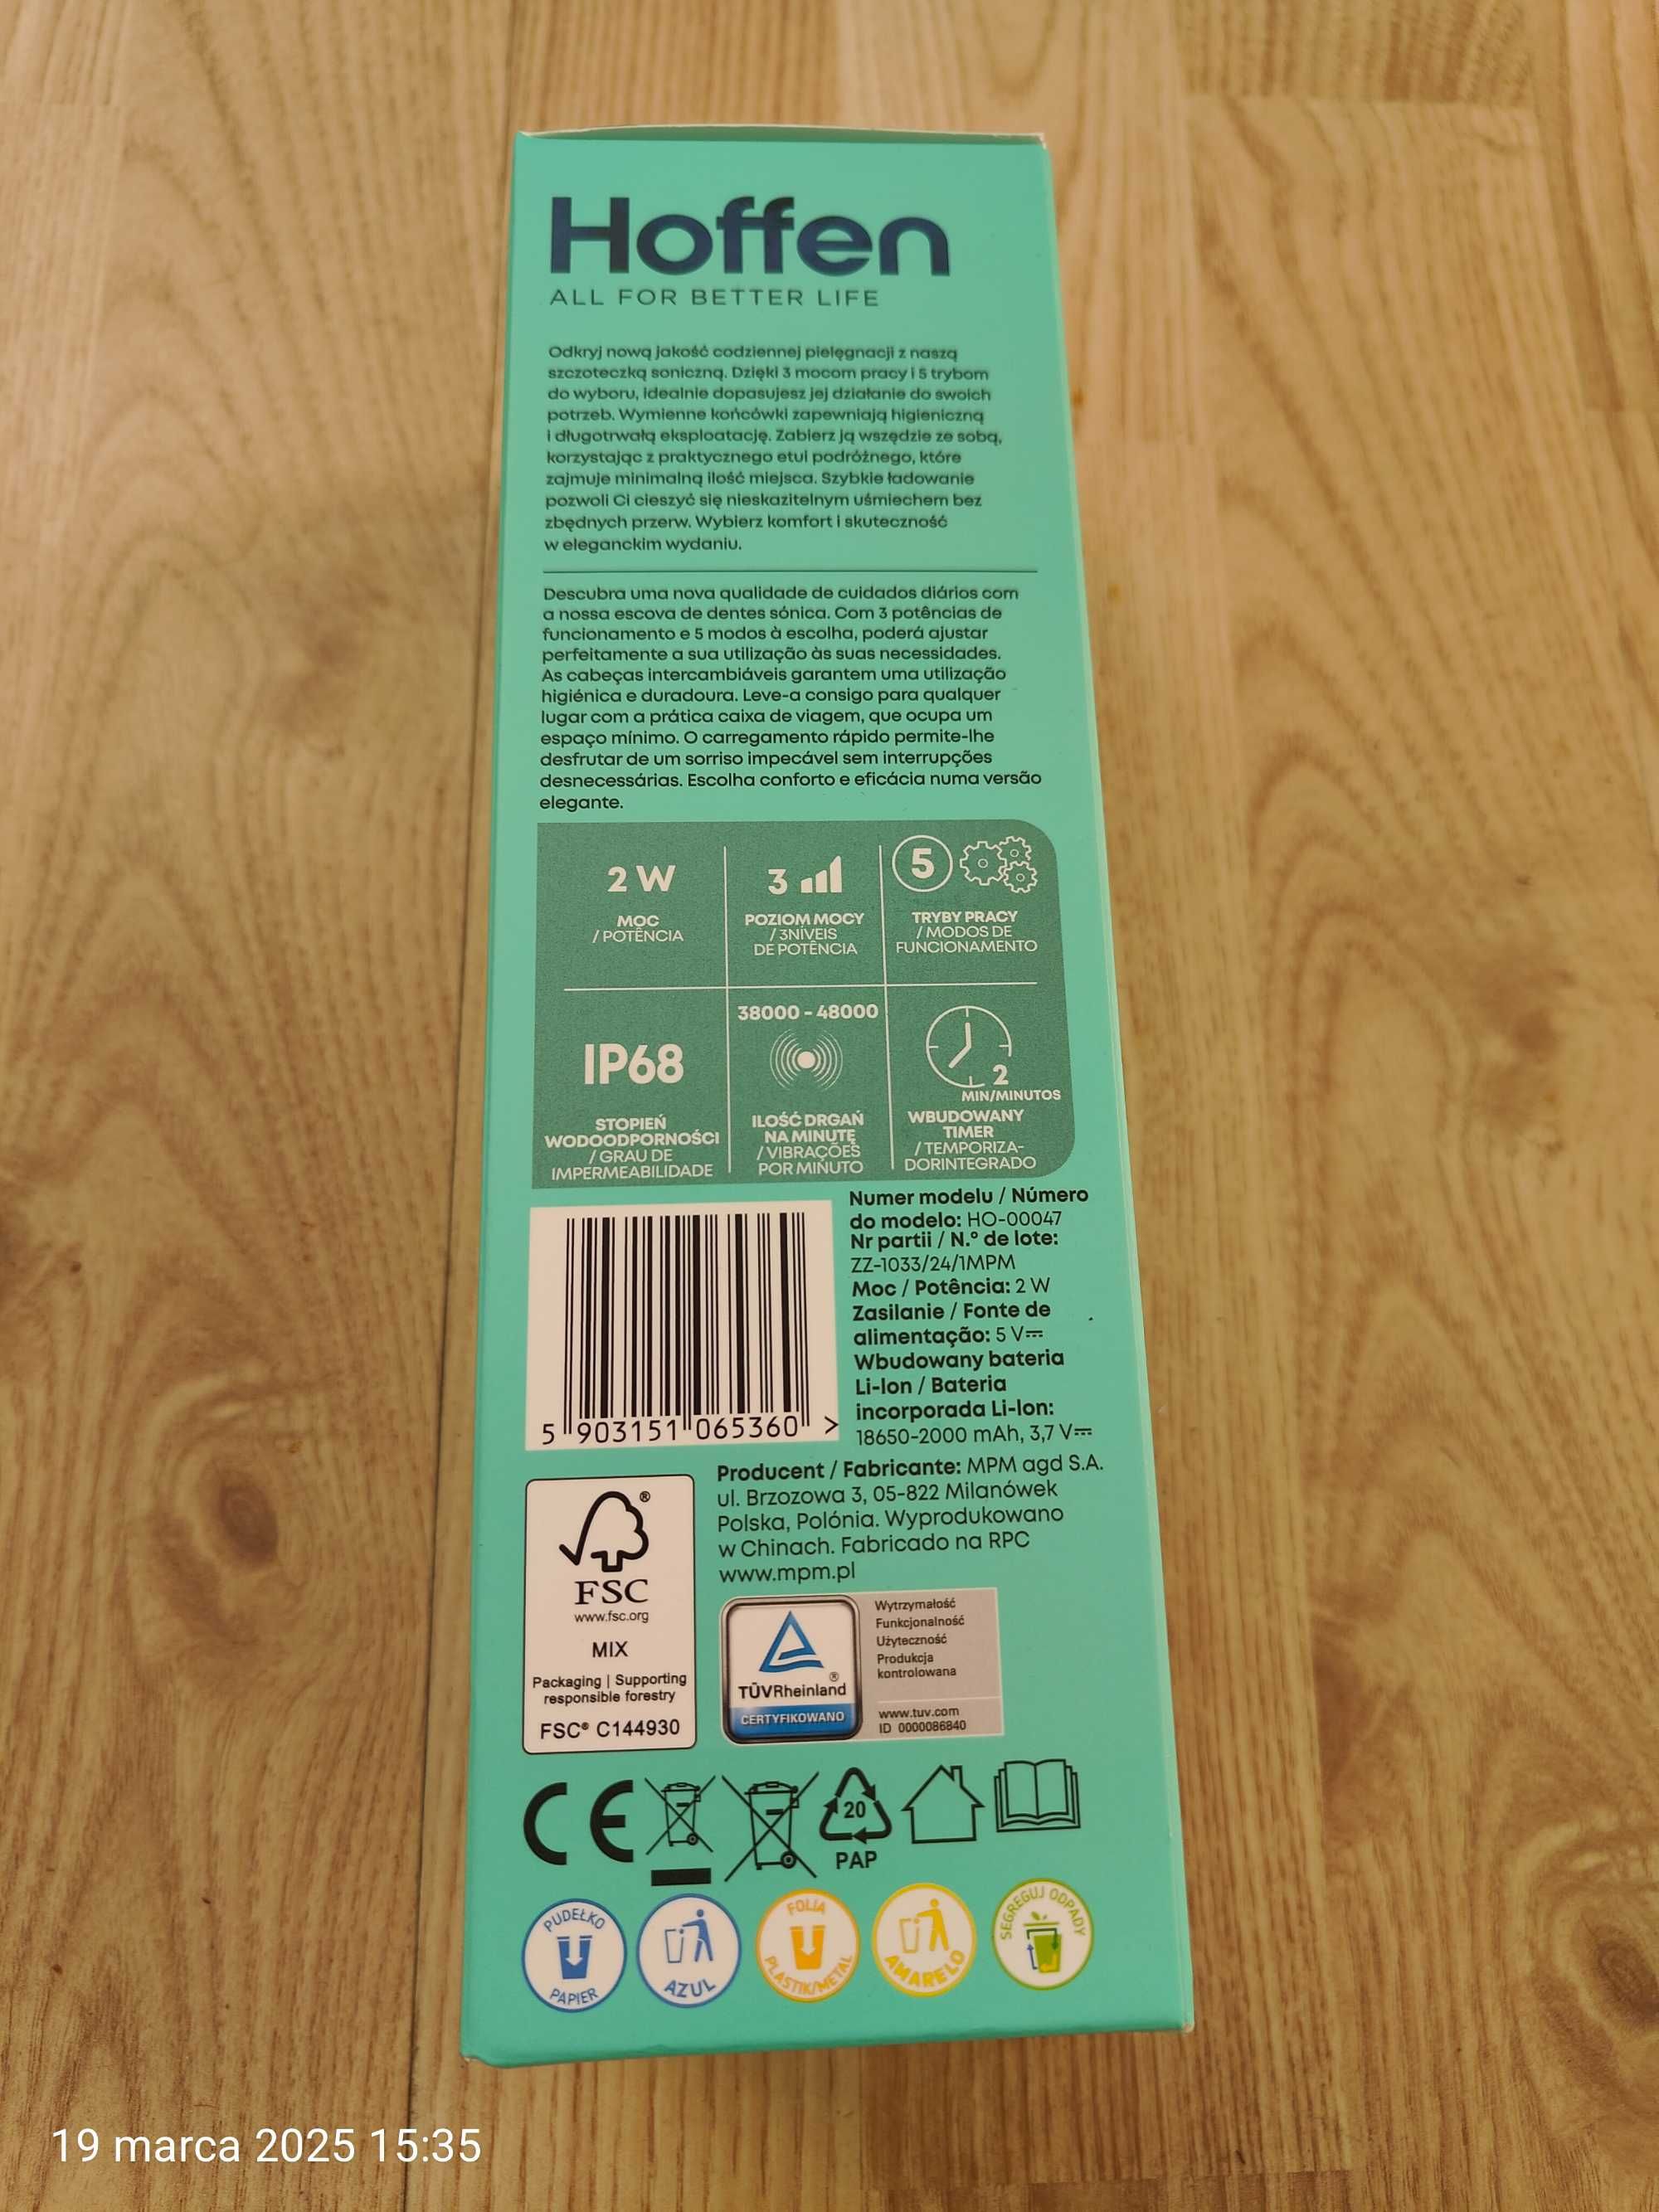 Hoffen
ALL FOR BETTER LIFE
Odkryj nową jakość codziennej pielęgnacji z naszą
szczoteczką soniczną. Dzięki 3 mocom pracy i 5 trybom
do wyboru, idealnie dopasujesz jej działanie do swoich
potrzeb. Wymienne końcówki zapewniają higieniczną
i długotrwałą eksploatację. Zabierz ją wszędzie ze sobą,
korzystając z praktycznego etui podróżnego, które
zajmuje minimalną ilość miejsca. Szybkie ładowanie
pozwoli Ci cieszyć się nieskazitelnym uśmiechem bez
zbędnych przerw. Wybierz komfort i skuteczność
w eleganckim wydaniu.
Descubra uma nova qualidade de cuidados diários com
a nossa escova de dentes sónica. Com 3 potências de
funcionamento e 5 modos à escolha, poderá ajustar
perfeitamente a sua utilização às suas necessidades.
As cabeças intercambiáveis garantem uma utilização
higiénica e duradoura. Leve-a consigo para qualquer
lugar com a prática caixa de viagem, que ocupa um
espaço mínimo. O carregamento rápido permite-lhe
desfrutar de um sorriso impecável sem interrupções
desnecessárias. Escolha conforto e eficácia numa versão
elegante.
2 W
MOC
/ POTÊNCIA
3
POZIOM MOCY
/ 3NÍVEIS
DE POTÊNCIA
5
TRYBY PRACY
/ MODOS DE
FUNCIONAMENTO
IP68
STOPIEŃ
WODOODPORNOŚCI
/ GRAU DE
IMPERMEABILIDADE
38000 - 48000
ILOŚĆ DRGAŃ
NA MINUTĘ
/ VIBRAÇÕES
POR MINUTO
2
MIN/MINUTOS
WBUDOWANY
TIMER
/ TEMPORIZA-
DORINTEGRADO
5 903151 065360 >
Numer modelu / Número
do modelo: HO-00047
Nr partii / N.º de lote:
ZZ-1033/24/1MPM
Moc / Potência: 2 W
Zasilanie / Fonte de
alimentação: 5 V⎓
Wbudowany bateria
Li-Ion / Bateria
incorporada Li-Ion:
18650-2000 mAh, 3,7 V⎓
Producent / Fabricante: MPM agd S.A.
ul. Brzozowa 3, 05-822 Milanówek
Polska, Polónia. Wyprodukowano
w Chinach. Fabricado na RPC
www.mpm.pl
®
FSC
www.fsc.org
MIX
Packaging | Supporting
responsible forestry
FSC® C144930
®
TÜVRheinland
CERTYFIKOWANO
Wytrzymałość
Funkcjonalność
Użyteczność
Produkcja
kontrolowana
www.tuv.com
ID 0000086840
CE
20
PAP
PUDEŁKO
PAPIER
AZUL
FOLIA
PLASTIK/METAL
AMARELO
SEGREGUJ ODPADY
19 marca 2025 15:35